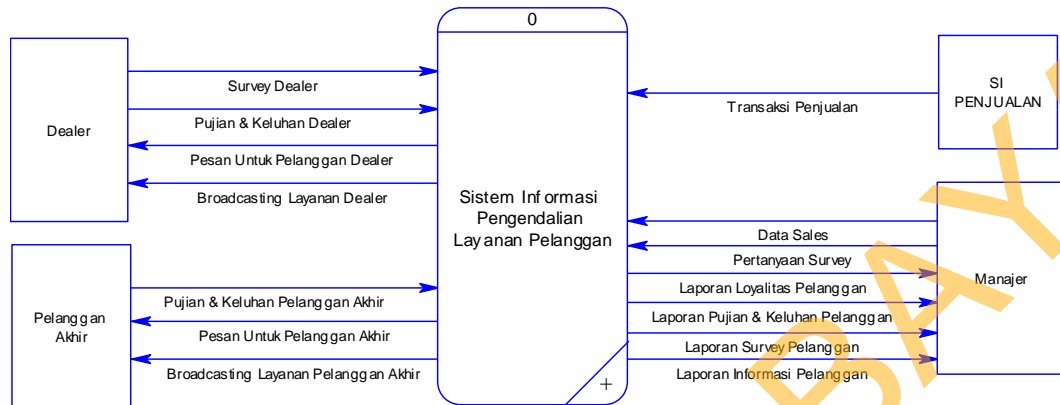 0
Dealer
Survey Dealer
Pujian & Keluhan Dealer
Pesan Untuk Pelanggan Dealer
Broadcasting Layanan Dealer
Pelanggan
Akhir
Pujian & Keluhan Pelanggan Akhir
Pesan Untuk Pelanggan Akhir
Broadcasting Layanan Pelanggan Akhir
Sistem Informasi
Pengendalian
Layanan Pelanggan
+
SI
PENJUALAN
Transaksi Penjualan
Manajer
Data Sales
Pertanyaan Survey
Laporan Loyalitas Pelanggan
Laporan Pujian & Keluhan Pelanggan
Laporan Survey Pelanggan
Laporan Informasi Pelanggan
BAY